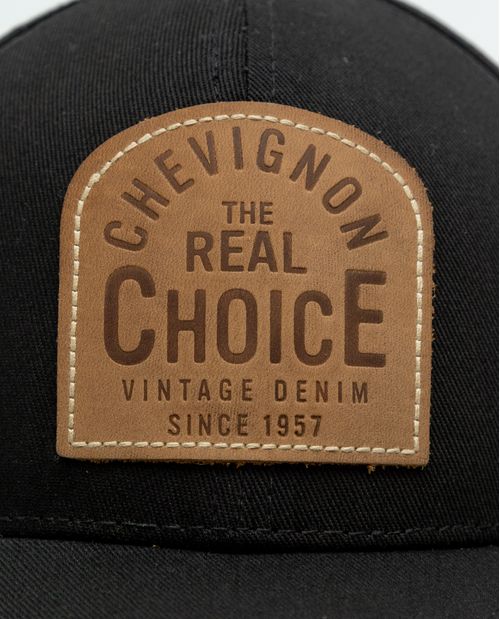 CHEVIGNON
THE
REAL
CHOICE
VINTAGE DENIM
SINCE 1957